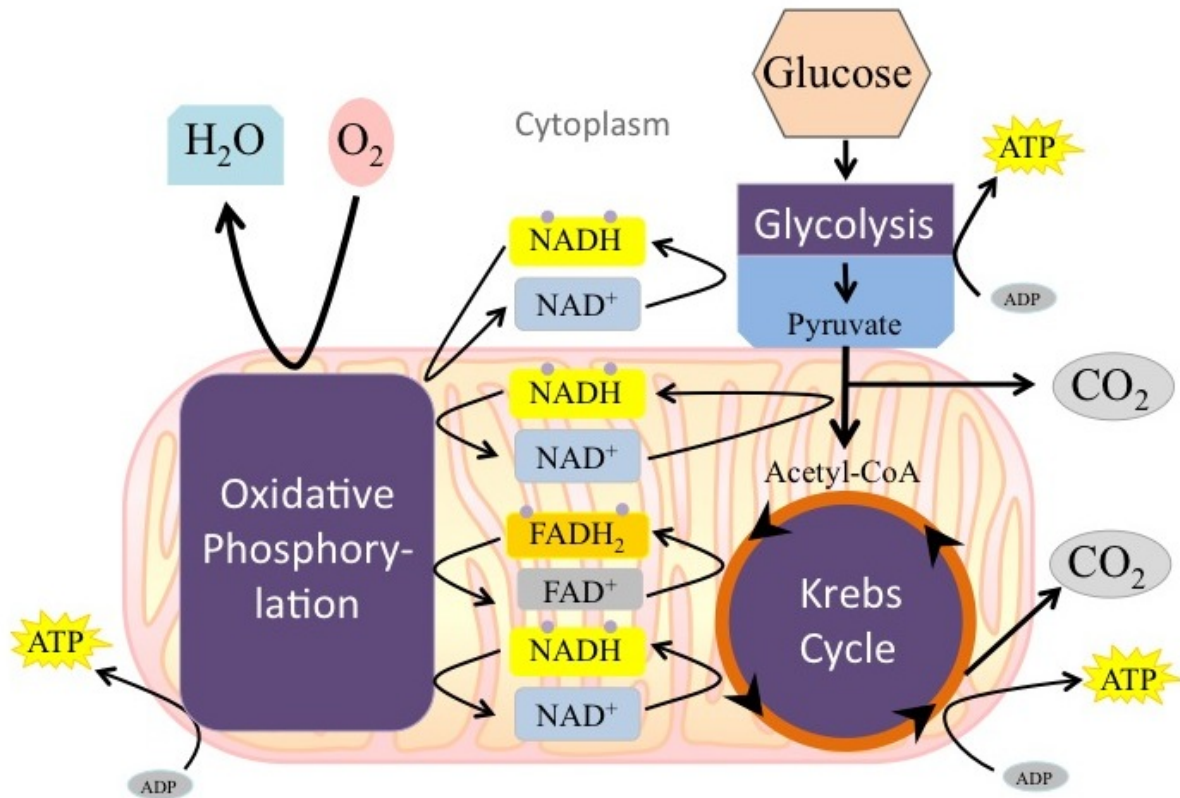 Glucose
Cytoplasm
H₂O
O₂
ATP
Glycolysis
NADH
NAD⁺
ADP
Pyruvate
NADH
CO₂
NAD⁺
Acetyl-CoA
Oxidative
Phosphory-
lation
FADH₂
FAD⁺
CO₂
Krebs
Cycle
NADH
NAD⁺
ATP
ATP
ADP
ADP